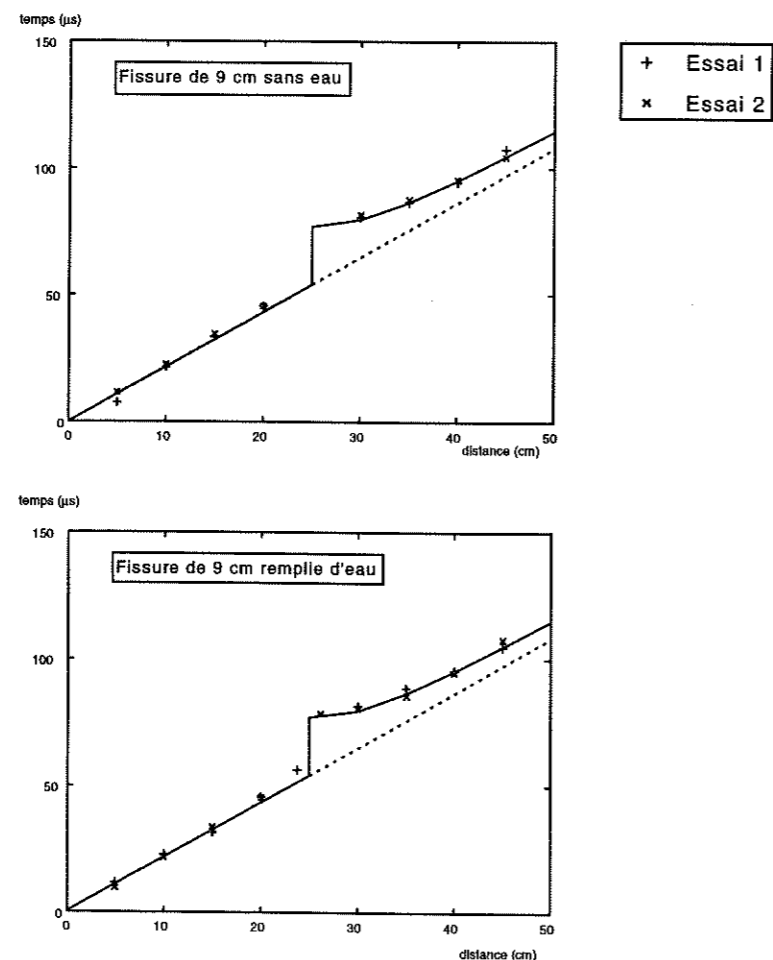 temps (µs)
150
Fissure de 9 cm sans eau
+ Essai 1
× Essai 2
100
50
0
0 10 20 30 40 50
distance (cm)
temps (µs)
150
Fissure de 9 cm remplie d'eau
100
50
0
0 10 20 30 40 50
distance (cm)